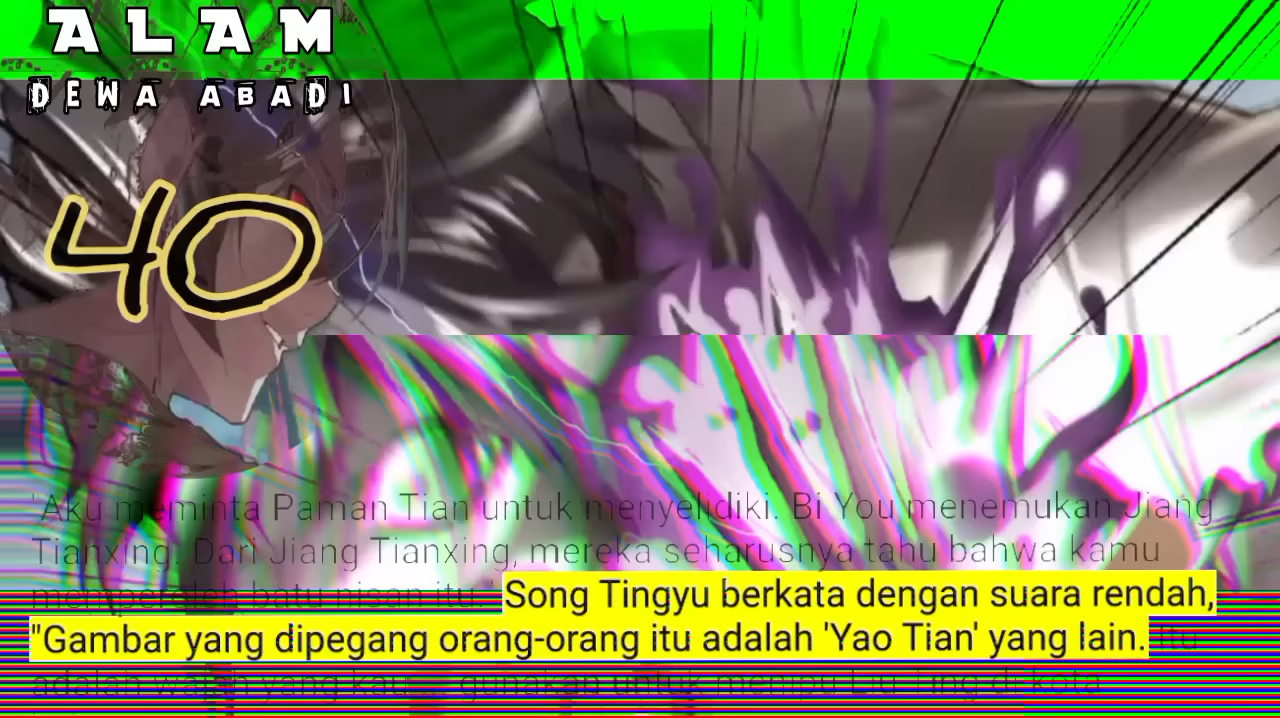 ALAM
DEWA ABADI
40
'Aku meminta Paman Tian untuk menyelidiki. Bi You menemukan Jiang
Tianxing. Dari Jiang Tianxing, mereka seharusnya tahu bahwa kamu
memperoleh batu nisan itu. Song Tingyu berkata dengan suara rendah,
"Gambar yang dipegang orang-orang itu adalah 'Yao Tian' yang lain. Itu
adalah wajah yang kau gunakan untuk menipu Liu Ting di kota